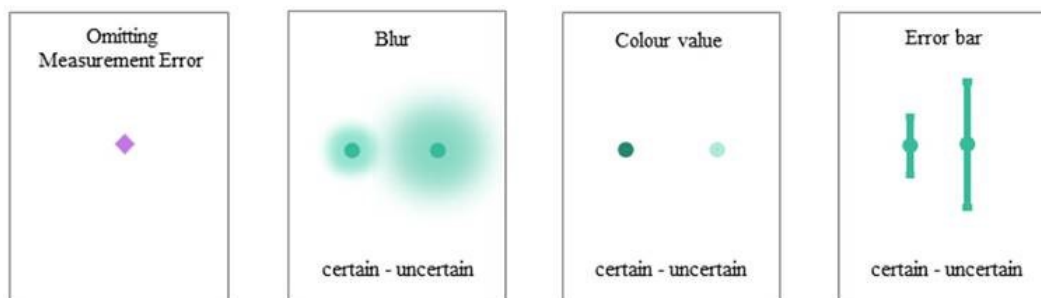 Omitting
Measurement Error
Blur
certain - uncertain
Colour value
certain - uncertain
Error bar
certain - uncertain